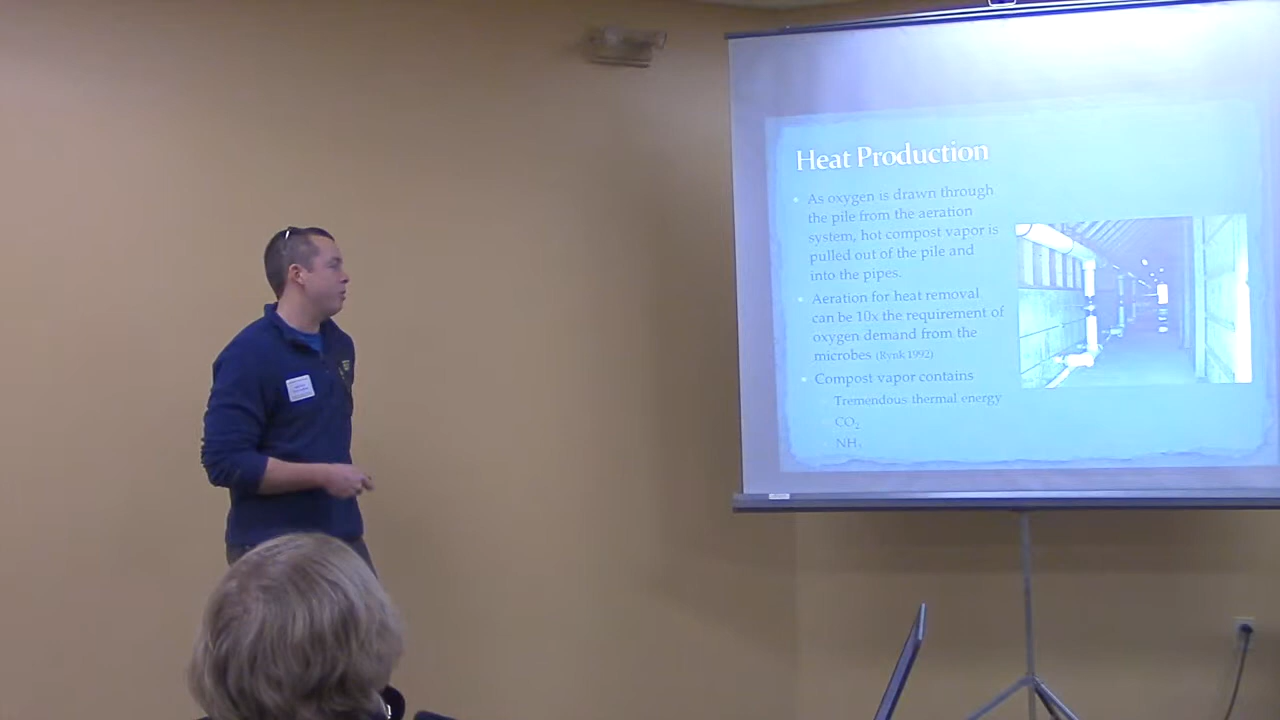 Heat Production
As oxygen is drawn through
the pile from the aeration
system, hot compost vapor is
pulled out of the pile and
into the pipes.
Aeration for heat removal
can be 10x the requirement of
oxygen demand from the
microbes (Rynk 1992)
Compost vapor contains
Tremendous thermal energy
CO₂
NH₃